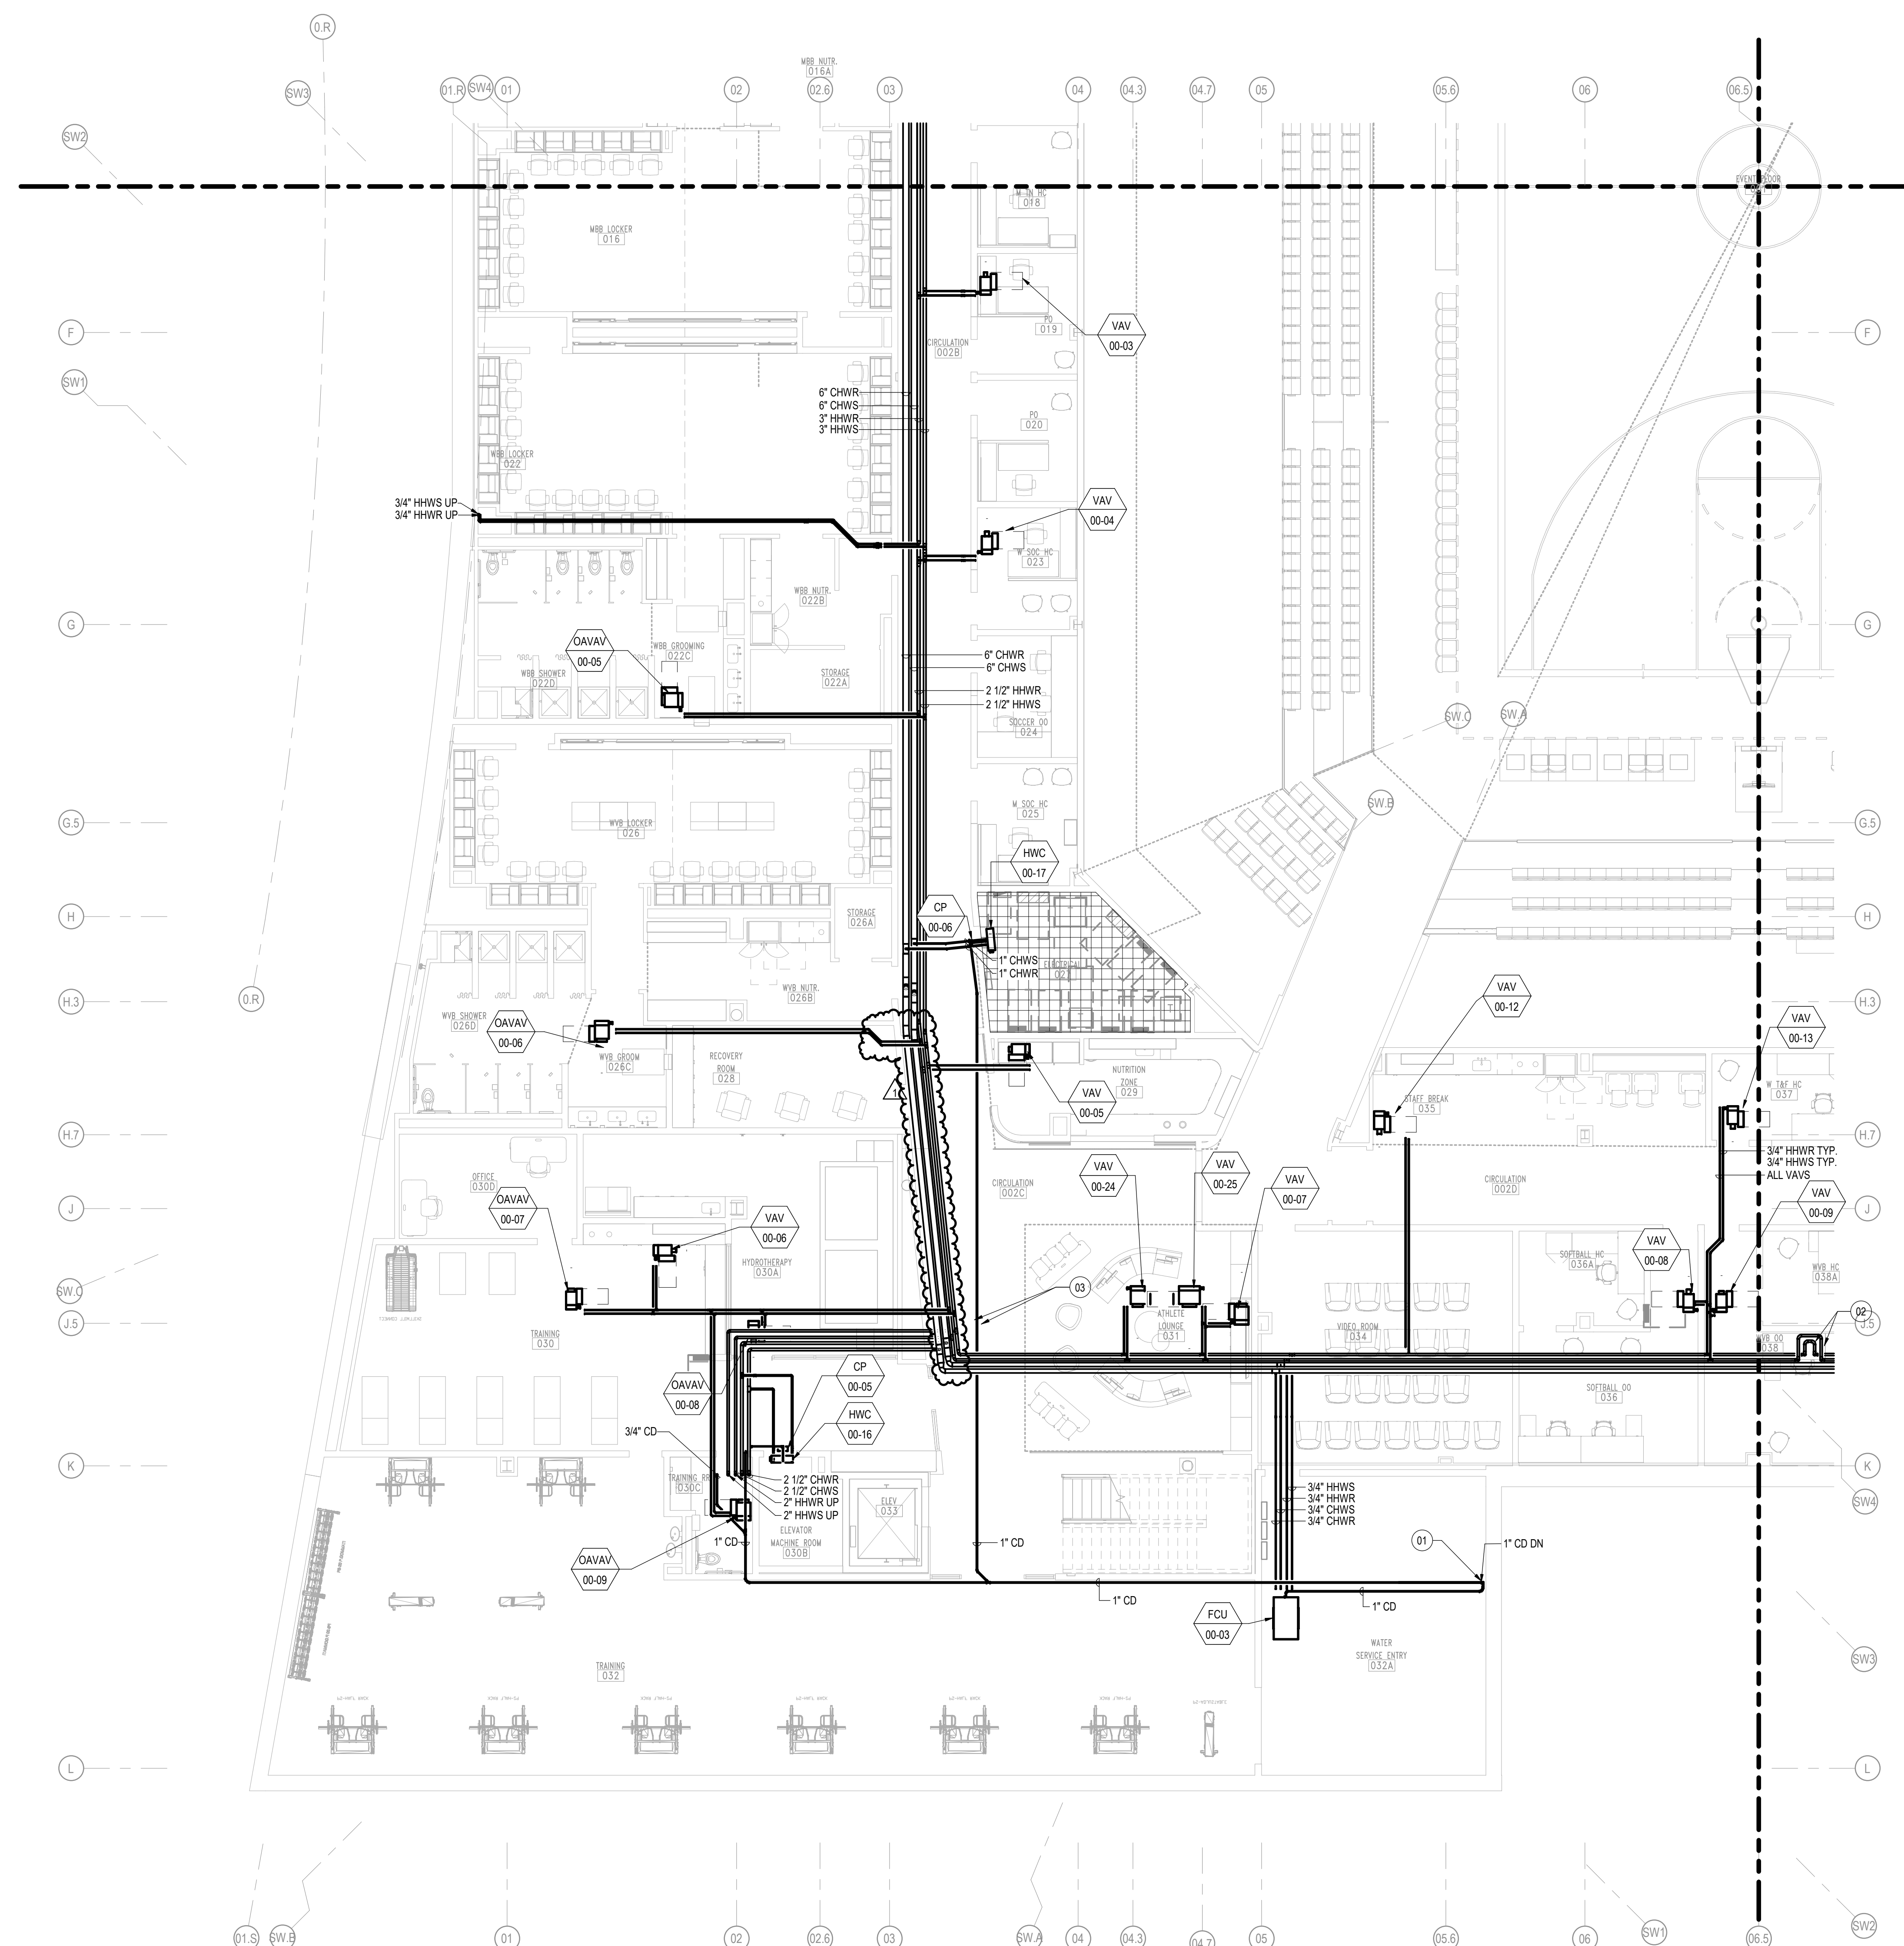 0.R
MBB NUTR.
016A
SW3
01.R
SW4
01
02
02.6
03
04
04.3
04.7
05
05.6
06
06.5
SW2
EVENT FLOOR
M TN HC
018
MBB LOCKER
016
F
PO
019
VAV
00-03
F
CIRCULATION
002B
SW1
6" CHWR
6" CHWS
3" HHWR
3" HHWS
PO
020
WBB LOCKER
022
3/4" HHWS UP
3/4" HHWR UP
VAV
00-04
W SOC HC
023
WBB NUTR.
022B
G
G
OAVAV
00-05
WBB GROOMING
022C
WBB SHOWER
022D
STORAGE
022A
6" CHWR
6" CHWS
2 1/2" HHWR
2 1/2" HHWS
SOCCER OO
024
SW.C
SW.A
M SOC HC
025
SW.B
G.5
WVB LOCKER
026
G.5
HWC
00-17
H
STORAGE
026A
CP
00-06
H
1" CHWS
1" CHWR
ELECTRICAL
0.R
H.3
WVB NUTR.
026B
VAV
00-12
H.3
WVB SHOWER
026D
OAVAV
00-06
VAV
00-13
WVB GROOM
026C
RECOVERY
ROOM
028
NUTRITION
ZONE
029
1
VAV
00-05
STAFF BREAK
035
W T&F HC
037
H.7
H.7
3/4" HHWR TYP.
3/4" HHWS TYP.
ALL VAVS
OFFICE
030D
CIRCULATION
002C
VAV
00-24
VAV
00-25
VAV
00-07
CIRCULATION
002D
J
OAVAV
00-07
VAV
00-06
VAV
00-09
J
HYDROTHERAPY
030A
SOFTBALL HC
036A
VAV
00-08
WVB HC
038A
SW.C
03
J.5
TRAINING
030
ATHLETE
LOUNGE
031
VIDEO ROOM
034
02
J.5
WVB OO
038
OAVAV
00-08
CP
00-05
SOFTBALL OO
036
HWC
00-16
3/4" CD
K
K
TRAINING RR
030C
2 1/2" CHWR
2 1/2" CHWS
2" HHWR UP
2" HHWS UP
ELEV
033
3/4" HHWS
3/4" HHWR
3/4" CHWS
3/4" CHWR
SW4
ELEVATOR
MACHINE ROOM
030B
1" CD
1" CD
01
1" CD DN
OAVAV
00-09
1" CD
1" CD
FCU
00-03
WATER
SERVICE ENTRY
032A
SW3
TRAINING
032
L
L
01.S
SW.B
01
02
02.6
03
SW.A
04
04.3
04.7
05
05.6
06
SW1
06.5
SW2